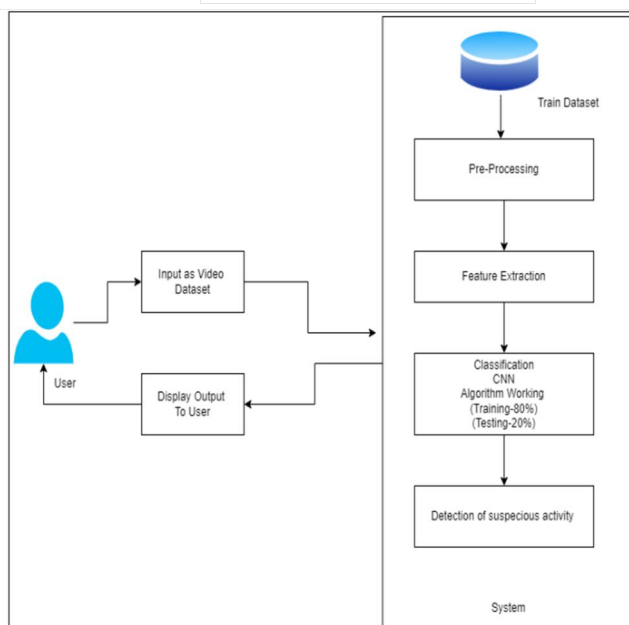 Train Dataset
Pre-Processing
Feature Extraction
Input as Video
Dataset
User
Display Output
To User
Classification
CNN
Algorithm Working
(Training-80%)
(Testing-20%)
Detection of suspecious activity
System